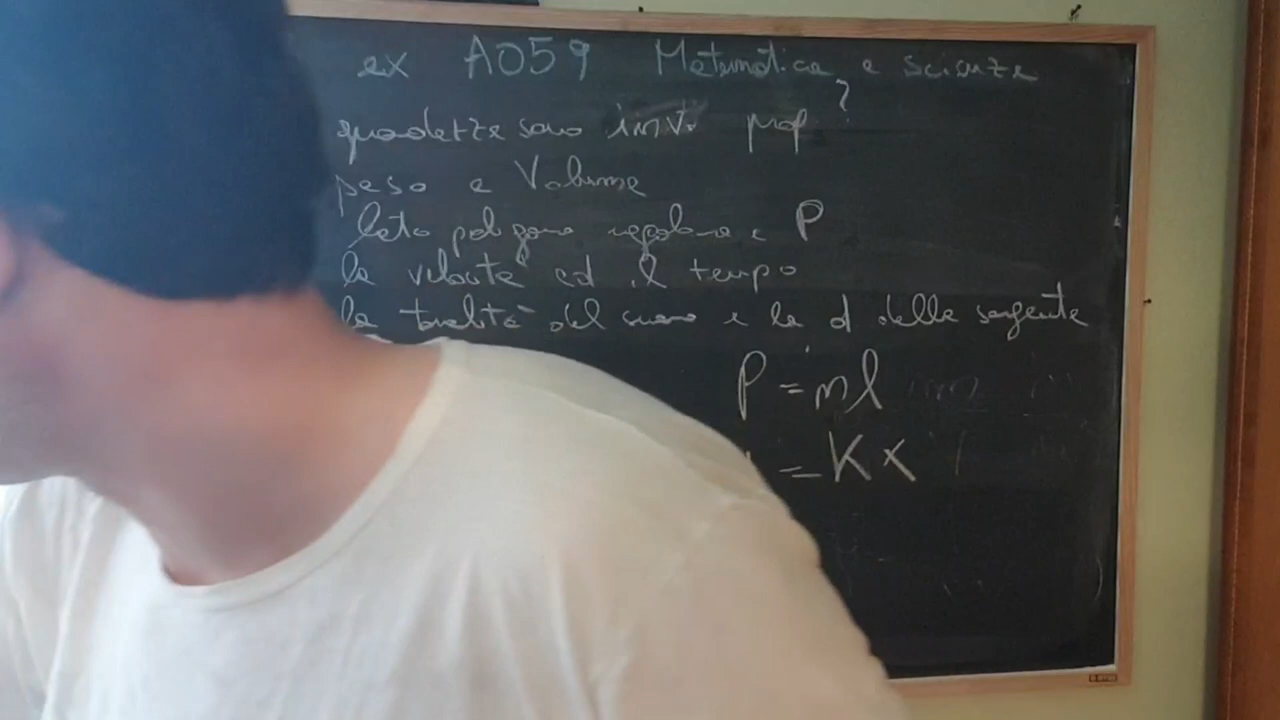 ex A059 Matematica e scienze
quali delle sono inv. prop ?
peso e Volume
lato poligono regolare e P
la velocità ed il tempo
la tonalità del suono e la d della sorgente
P = nl
= Kx